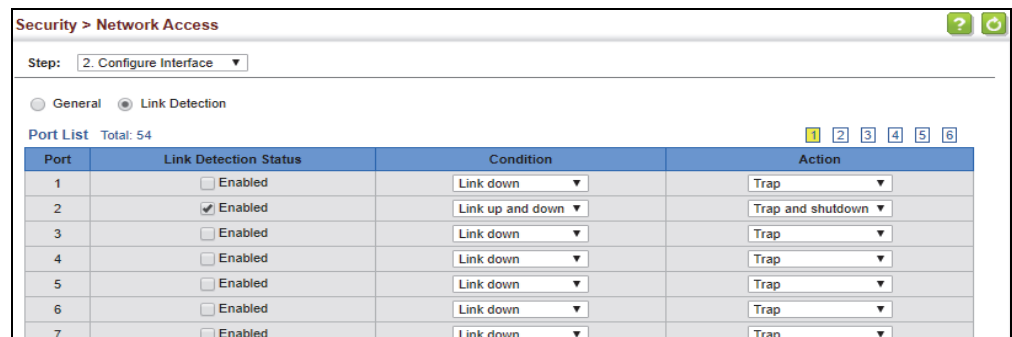 Security > Network Access ?
Step: 2. Configure Interface
General Link Detection
Port List Total: 54 1 2 3 4 5 6
Port Link Detection Status Condition Action
1 Enabled Link down Trap
2 Enabled Link up and down Trap and shutdown
3 Enabled Link down Trap
4 Enabled Link down Trap
5 Enabled Link down Trap
6 Enabled Link down Trap
7 Enabled Link down Trap